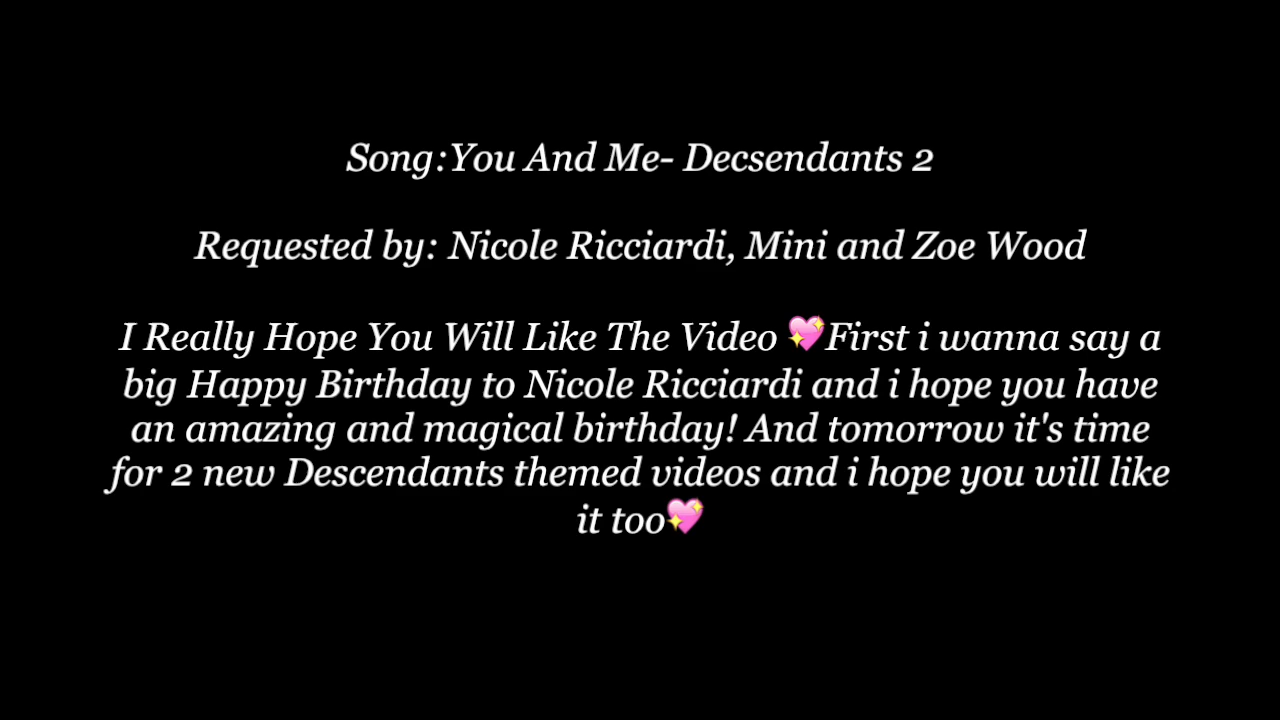 Song:You And Me- Decsendants 2
Requested by: Nicole Ricciardi, Mini and Zoe Wood
I Really Hope You Will Like The Video 💖First i wanna say a
big Happy Birthday to Nicole Ricciardi and i hope you have
an amazing and magical birthday! And tomorrow it's time
for 2 new Descendants themed videos and i hope you will like
it too💖